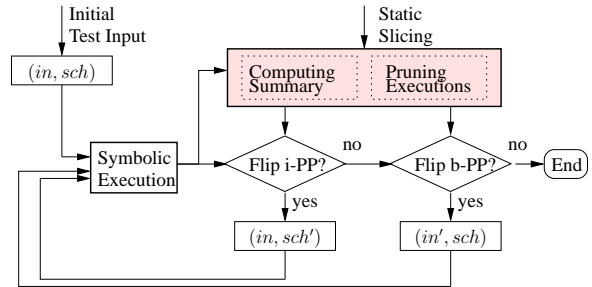 Initial
Test Input
Static
Slicing
(in, sch)
Computing
Summary
Pruning
Executions
Symbolic
Execution
Flip i-PP?
no
Flip b-PP?
no
End
yes
yes
(in, sch′)
(in′, sch)